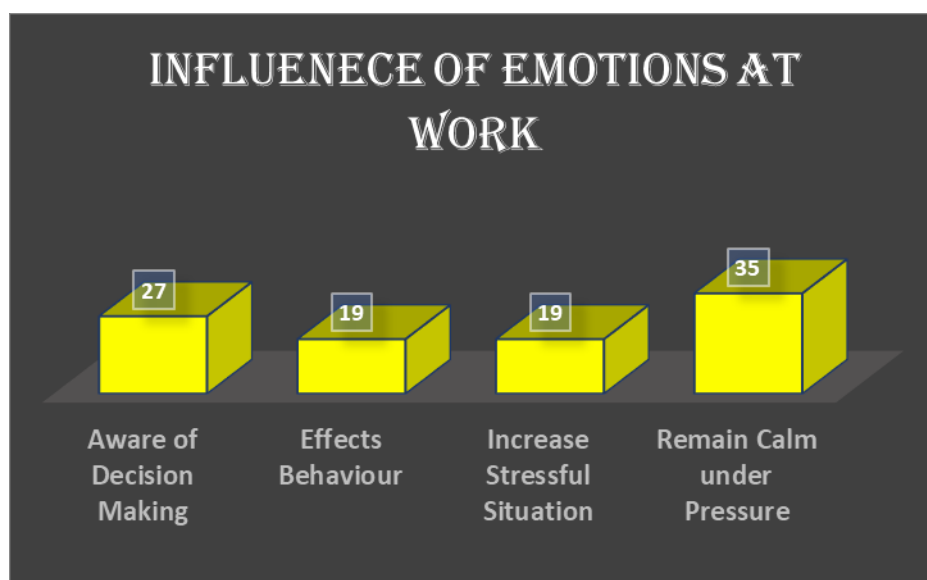 INFLUENECE OF EMOTIONS AT
WORK
27
19
19
35
Aware of
Decision
Making
Effects
Behaviour
Increase
Stressful
Situation
Remain Calm
under
Pressure